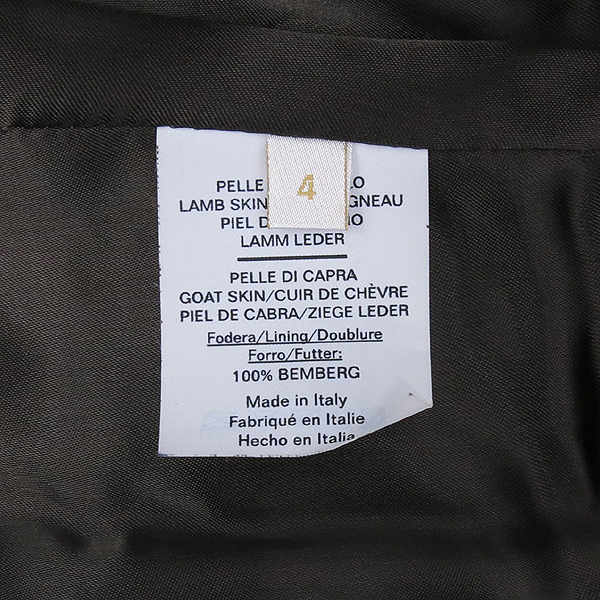 4
PELLE
LAMB SKIN
PIEL
LAMM LEDER
PELLE DI CAPRA
GOAT SKIN/CUIR DE CHÈVRE
PIEL DE CABRA/ZIEGE LEDER
Fodera/Lining/Doublure
Forro/Futter:
100% BEMBERG
Made in Italy
Fabriqué en Italie
Hecho en Italia